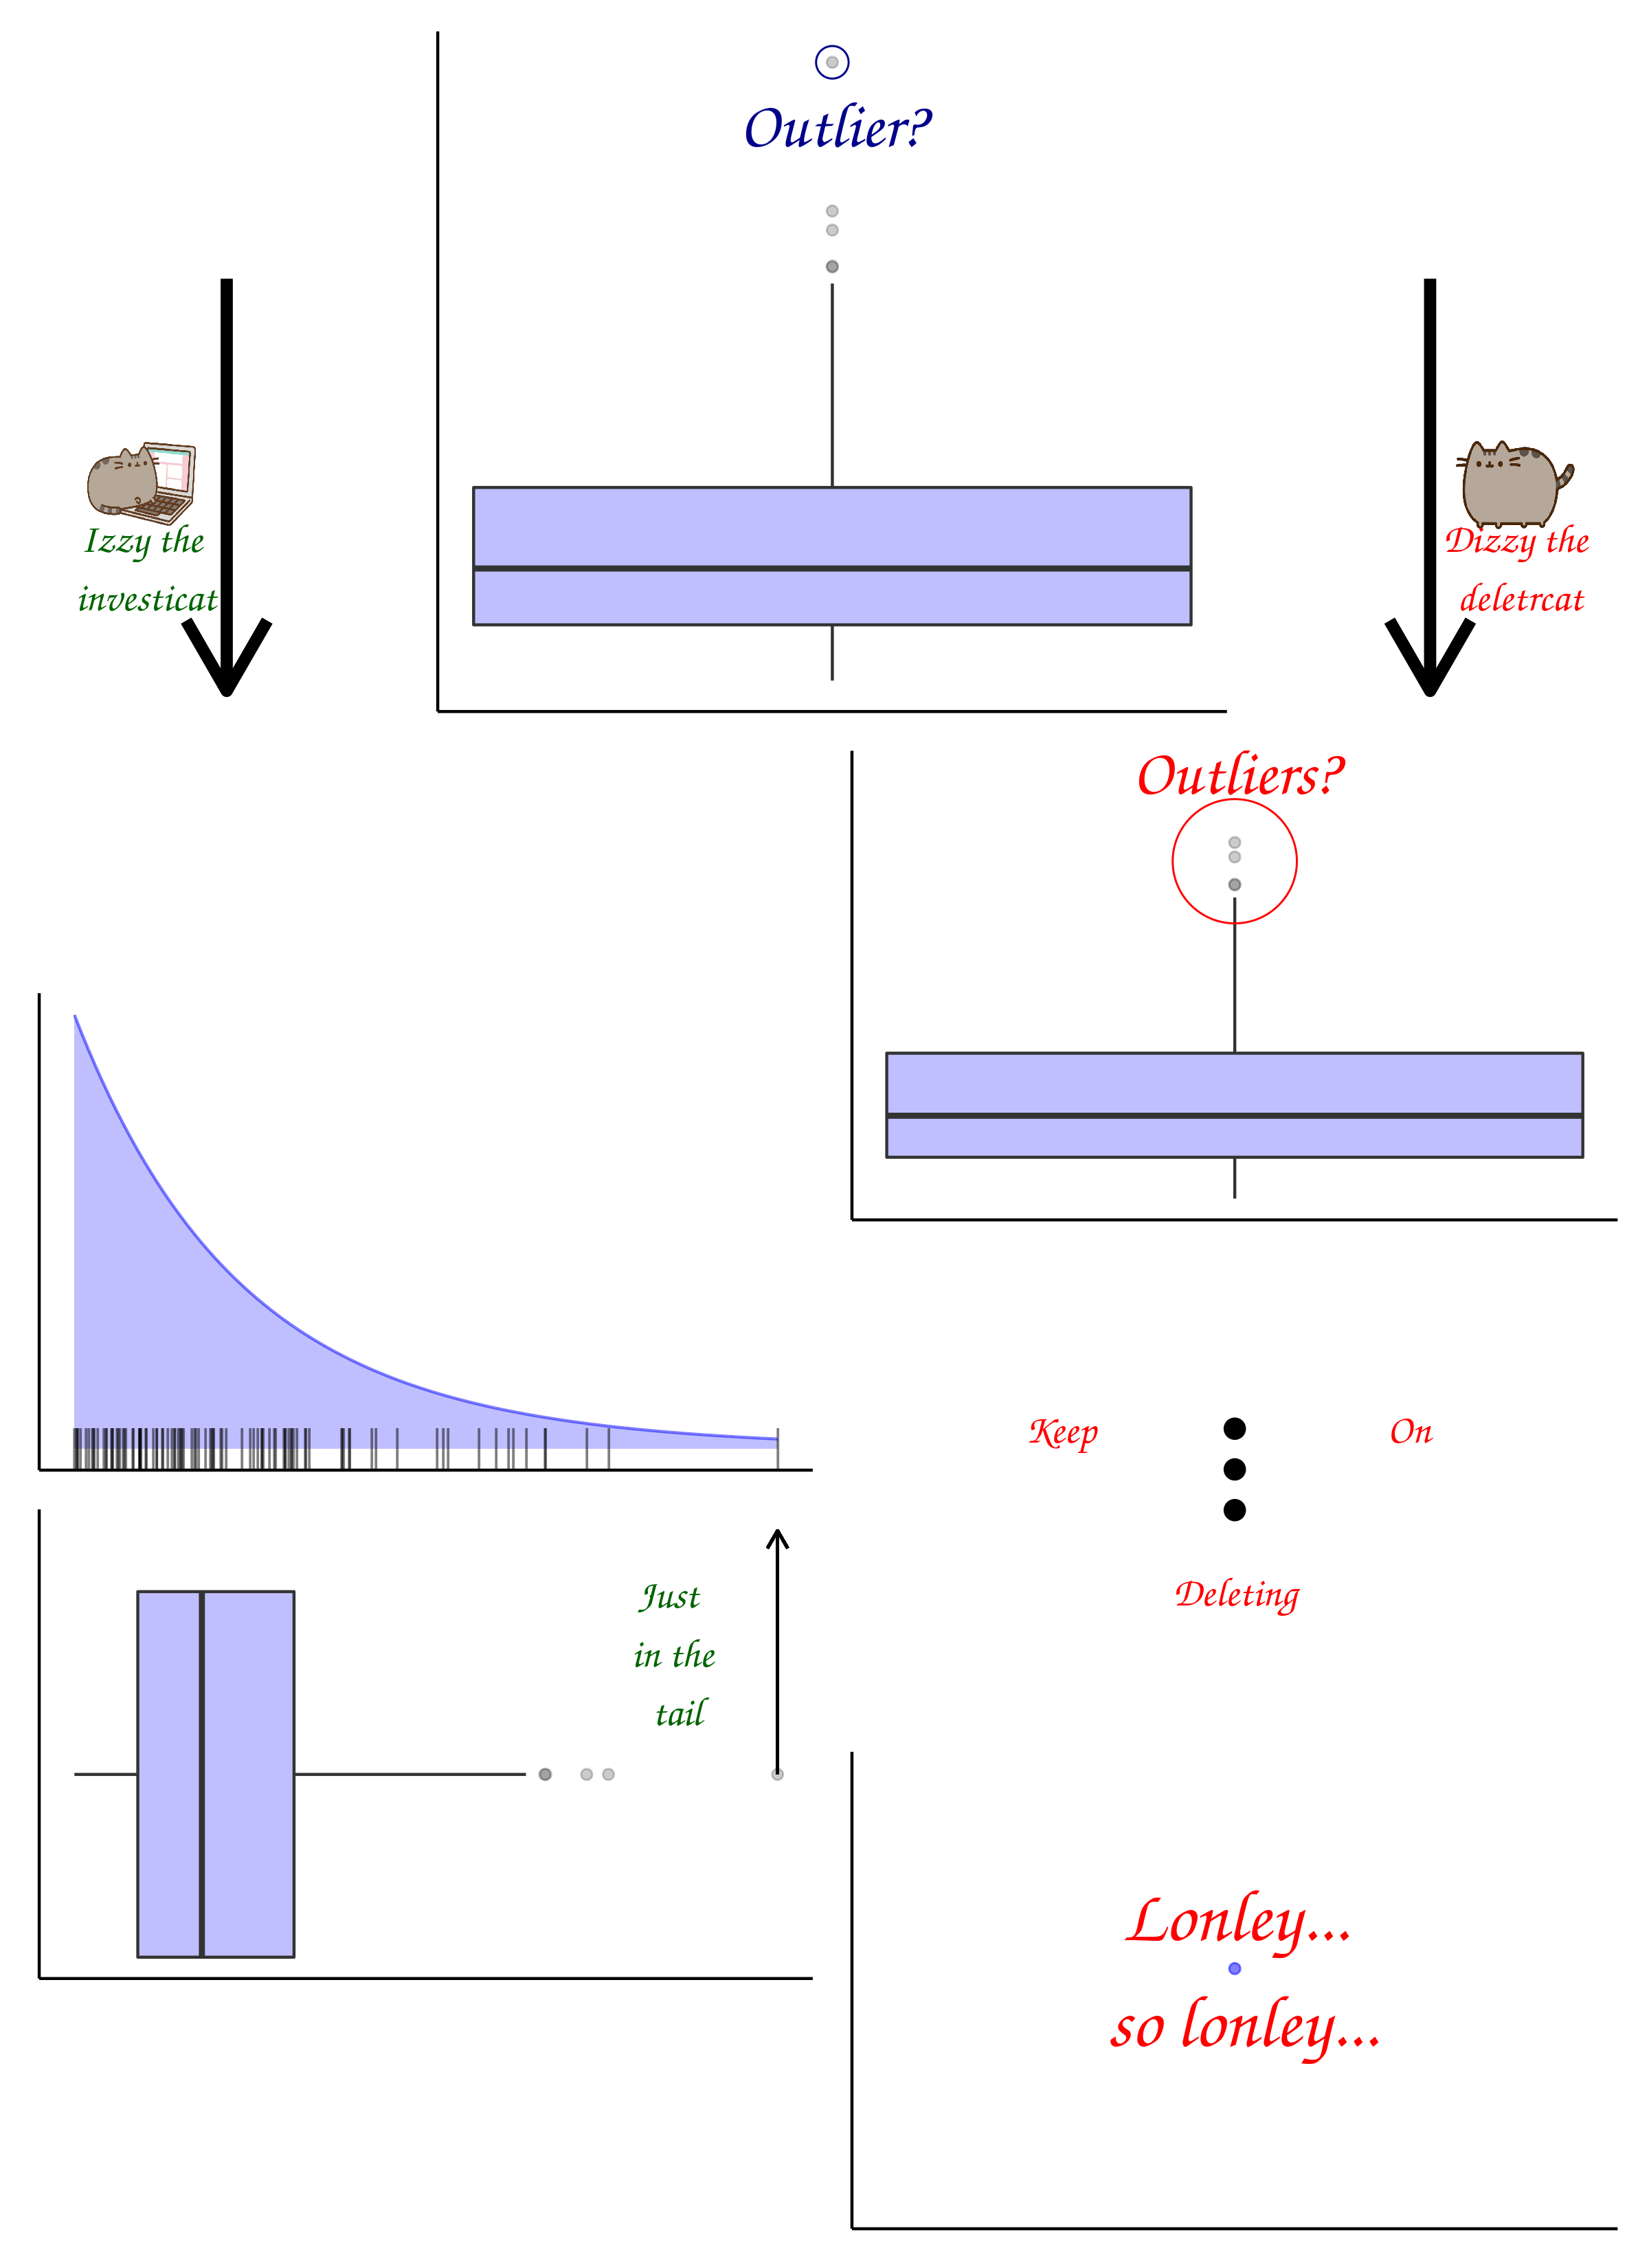 Outlier?
Izzy the
investicat
Dizzy the
deletrcat
Outliers?
Keep
On
Deleting
Just
in the
tail
Lonley...
so lonley...